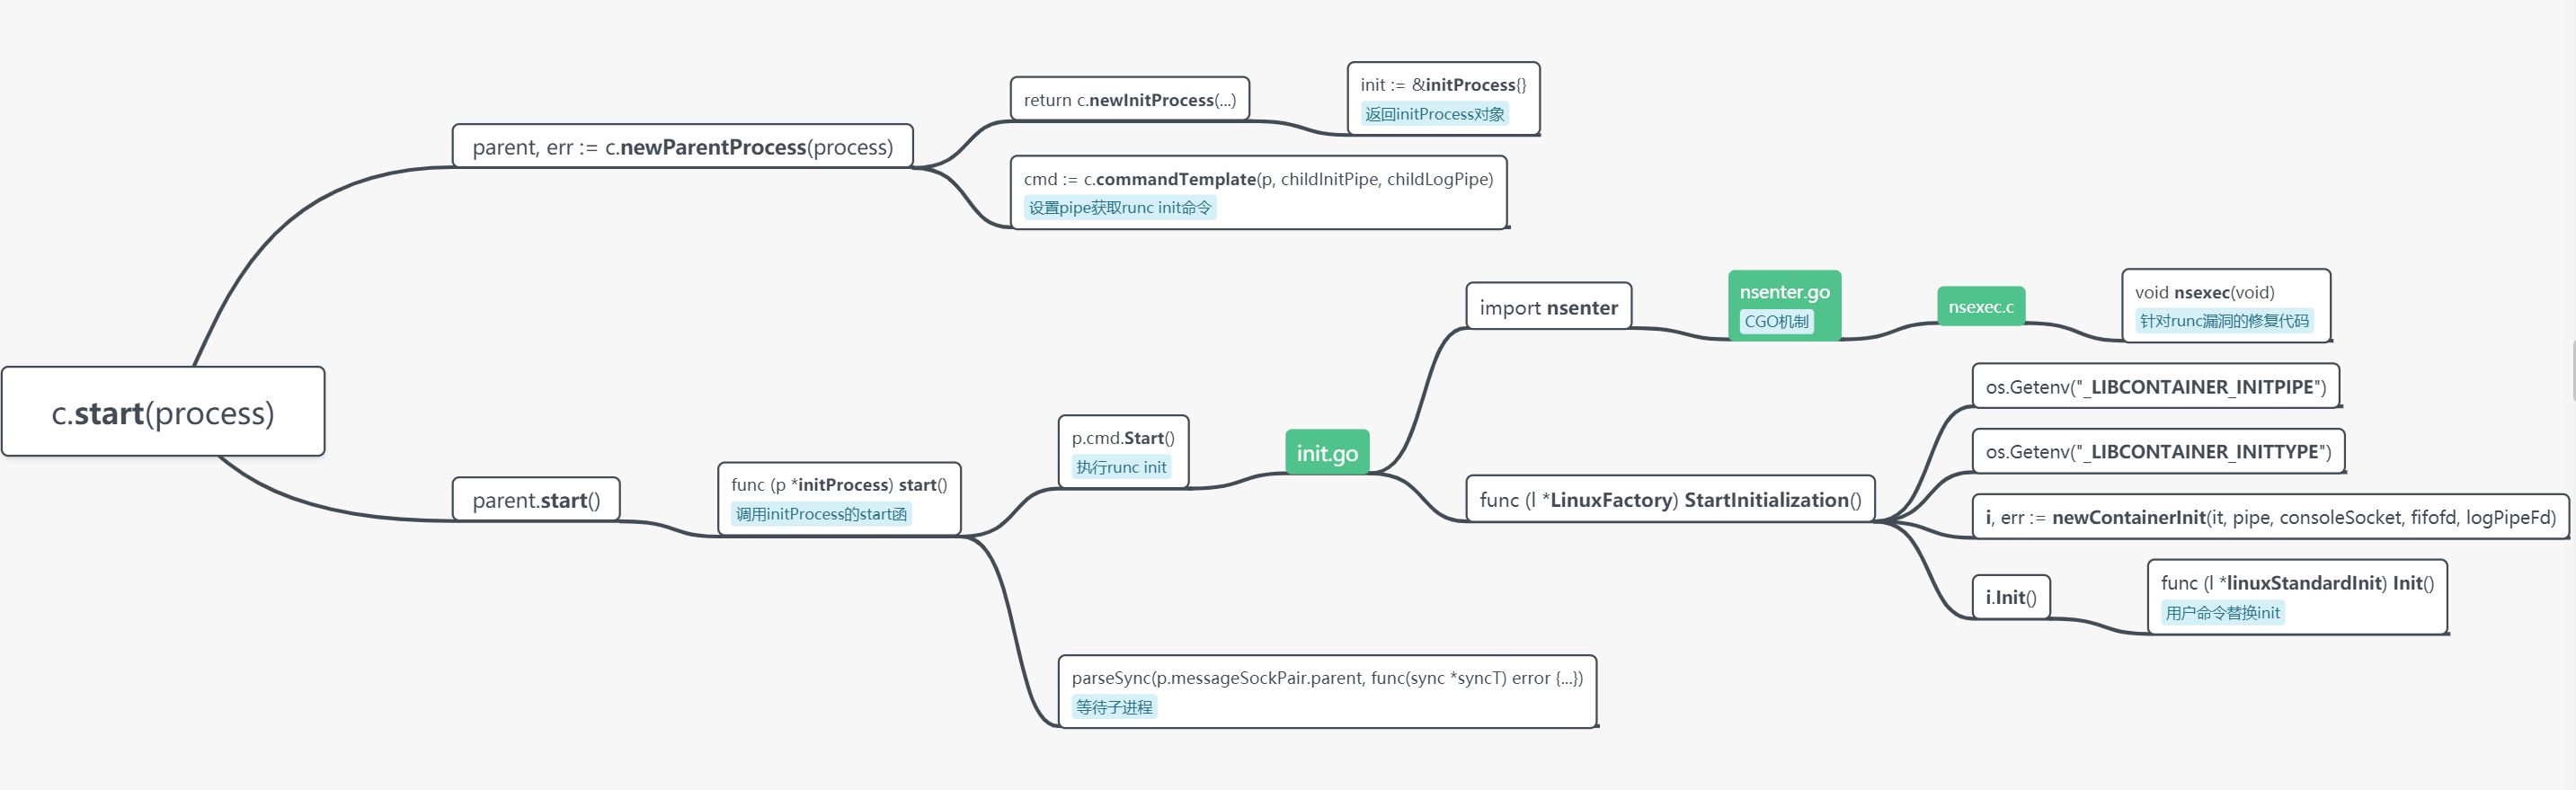 c.start(process)
parent, err := c.newParentProcess(process)
return c.newInitProcess(...)
init := &initProcess{}
返回initProcess对象
cmd := c.commandTemplate(p, childInitPipe, childLogPipe)
设置pipe获取runc init命令
parent.start()
func (p *initProcess) start()
调用initProcess的start函
p.cmd.Start()
执行runc init
init.go
import nsenter
nsenter.go
CGO机制
nsexec.c
void nsexec(void)
针对runc漏洞的修复代码
func (l *LinuxFactory) StartInitialization()
os.Getenv("_LIBCONTAINER_INITPIPE")
os.Getenv("_LIBCONTAINER_INITTYPE")
i, err := newContainerInit(it, pipe, consoleSocket, fifofd, logPipeFd)
i.Init()
func (l *linuxStandardInit) Init()
用户命令替换init
parseSync(p.messageSockPair.parent, func(sync *syncT) error {...})
等待子进程